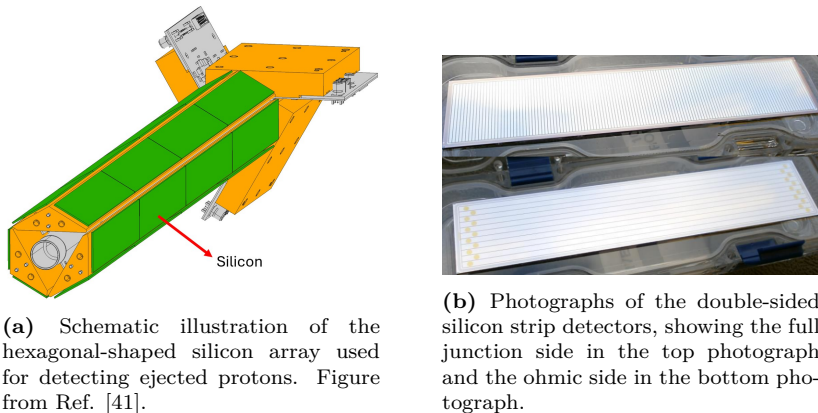 Silicon
(a) Schematic illustration of the
hexagonal-shaped silicon array used
for detecting ejected protons. Figure
from Ref. [41].
(b) Photographs of the double-sided
silicon strip detectors, showing the full
junction side in the top photograph
and the ohmic side in the bottom pho-
tograph.